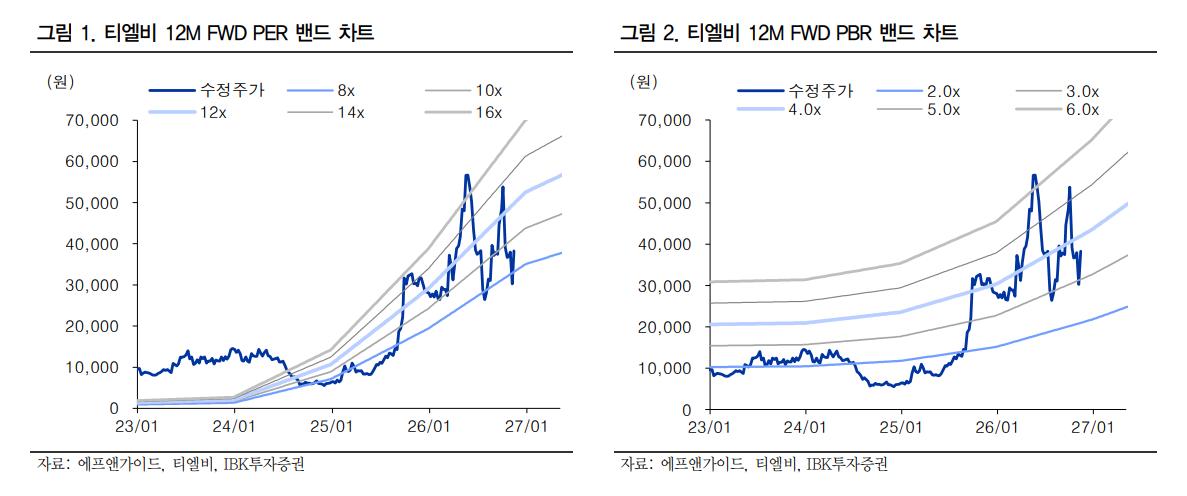 그림 1. 티엘비 12M FWD PER 밴드 차트
(원)
수정주가 8x 10x
12x 14x 16x
70,000
60,000
50,000
40,000
30,000
20,000
10,000
0
23/01 24/01 25/01 26/01 27/01
자료: 에프앤가이드, 티엘비, IBK투자증권
그림 2. 티엘비 12M FWD PBR 밴드 차트
(원)
수정주가 2.0x 3.0x
4.0x 5.0x 6.0x
70,000
60,000
50,000
40,000
30,000
20,000
10,000
0
23/01 24/01 25/01 26/01 27/01
자료: 에프앤가이드, 티엘비, IBK투자증권